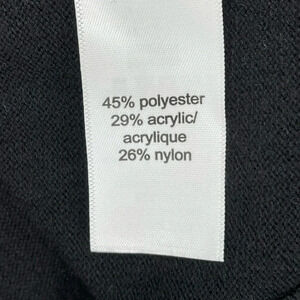 45% polyester
29% acrylic/
acrylique
26% nylon